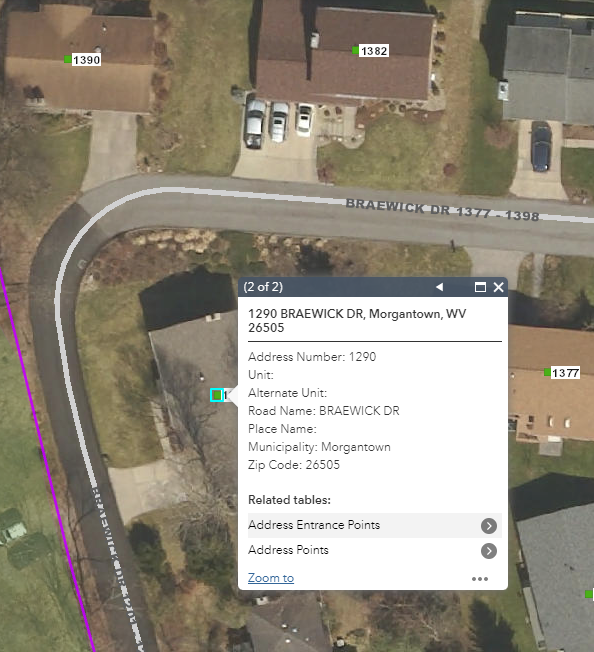 1390
1382
BRAEWICK DR 1377 - 1398
(2 of 2)
1290 BRAEWICK DR, Morgantown, WV
26505
Address Number: 1290
Unit:
Alternate Unit:
Road Name: BRAEWICK DR
Place Name:
Municipality: Morgantown
Zip Code: 26505
Related tables:
Address Entrance Points
Address Points
Zoom to
1377